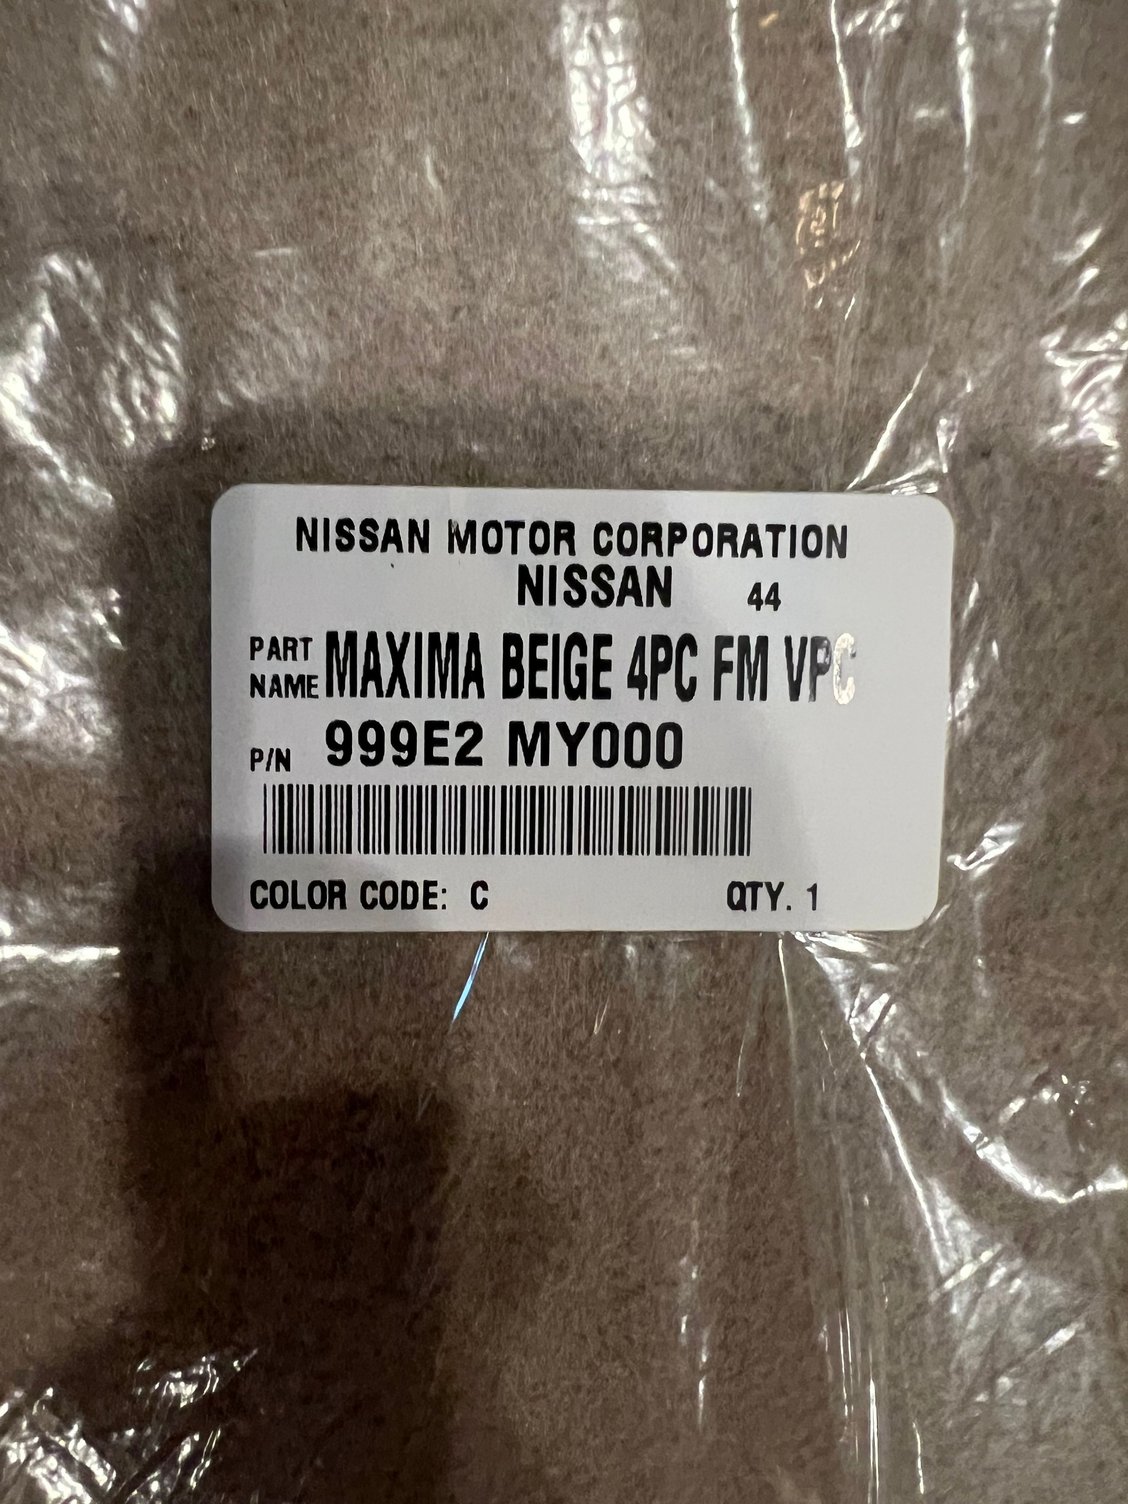 NISSAN MOTOR CORPORATION
NISSAN 44
PART NAME MAXIMA BEIGE 4PC FM VPC
P/N 999E2 MY000
COLOR CODE: C QTY. 1